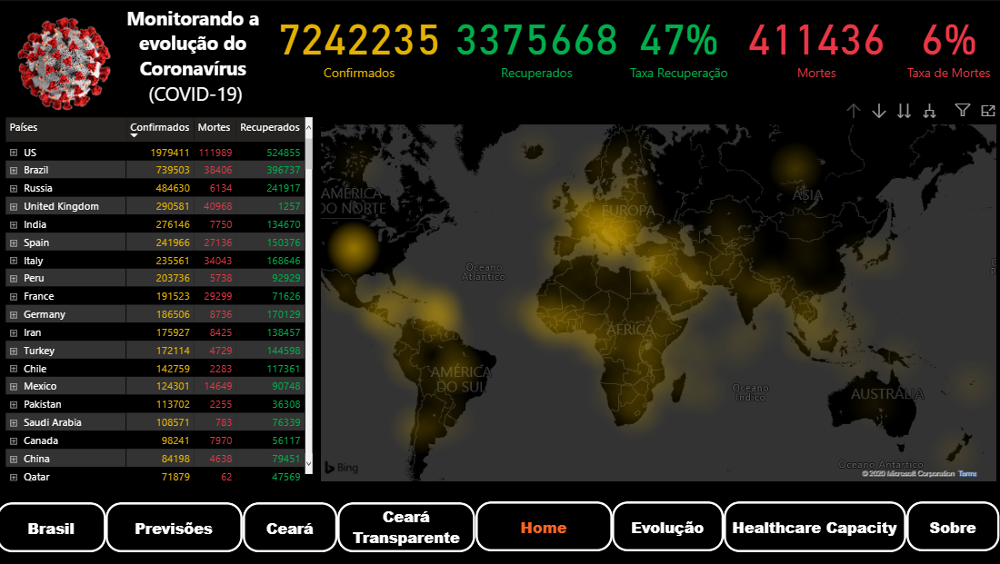 Monitorando a
evolução do
Coronavírus
(COVID-19)
7242235
Confirmados
3375668
Recuperados
47%
Taxa Recuperação
411436
Mortes
6%
Taxa de Mortes
Países Confirmados Mortes Recuperados
US 1979411 111989 524855
Brazil 739503 38406 396737
Russia 484630 6134 241917
United Kingdom 290581 40968 1257
India 276146 7750 134670
Spain 241966 27136 150376
Italy 235561 34043 168646
Peru 203736 5738 92929
France 191523 29299 71626
Germany 186506 8736 170129
Iran 175927 8425 138457
Turkey 172114 4729 144598
Chile 142759 2283 117361
Mexico 124301 14649 90748
Pakistan 113702 2255 36308
Saudi Arabia 108571 783 76339
Canada 98241 7970 56117
China 84198 4638 79451
Qatar 71879 62 47569
AMÉRICA
DO NORTE
EUROPA
ÁSIA
Oceano
Atlântico
ÁFRICA
AMÉRICA
DO SUL
Oceano
Índico
AUSTRÁLIA
Oceano Antártico
Bing
© 2020 Microsoft Corporation Terms
Brasil
Previsões
Ceará
Ceará
Transparente
Home
Evolução
Healthcare Capacity
Sobre